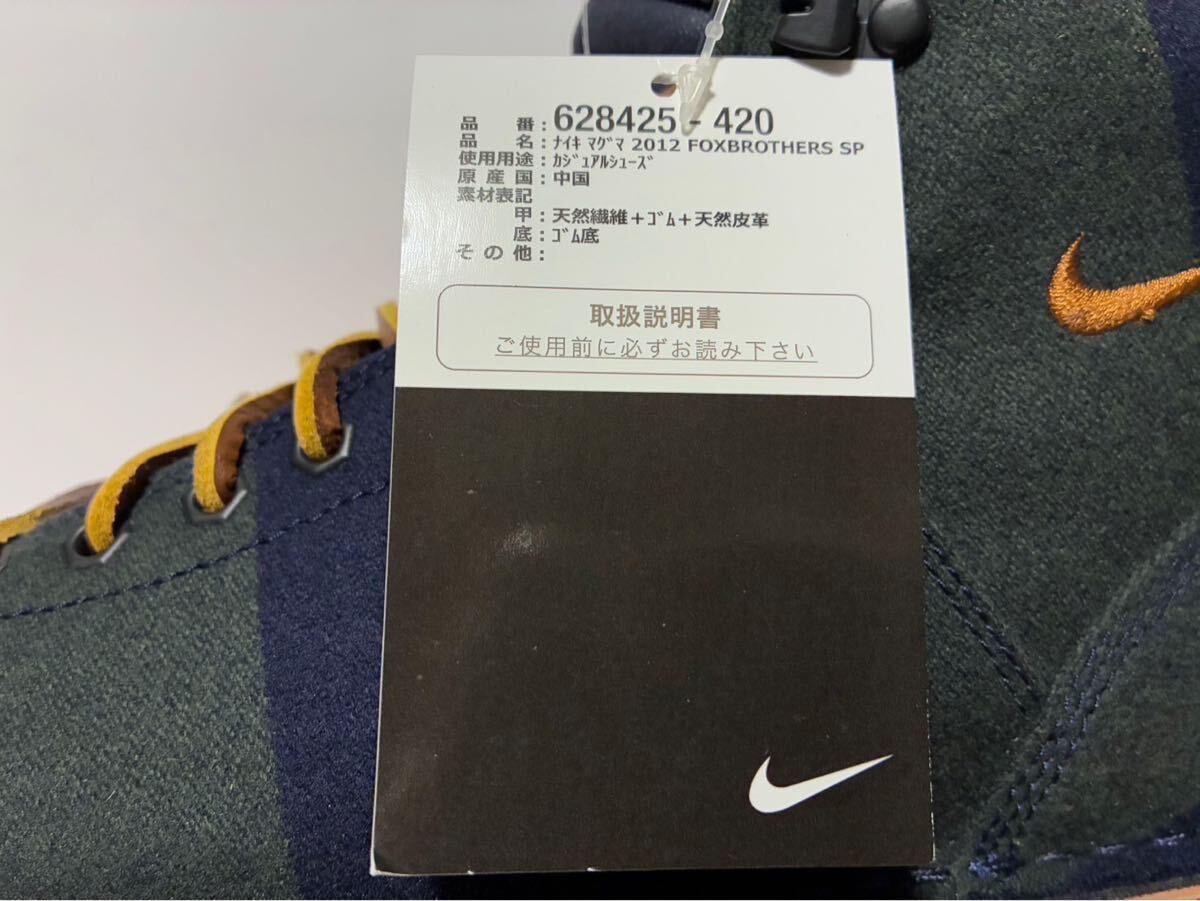 品 番：628425 - 420
品 名：ﾅｲｷ ﾏｸﾞﾏ 2012 FOXBROTHERS SP
使用用途：ｶｼﾞｭｱﾙｼｭｰｽﾞ
原産国：中国
素材表記
甲：天然繊維＋ｺﾞﾑ＋天然皮革
底：ｺﾞﾑ底
その他：
取扱説明書
ご使用前に必ずお読み下さい